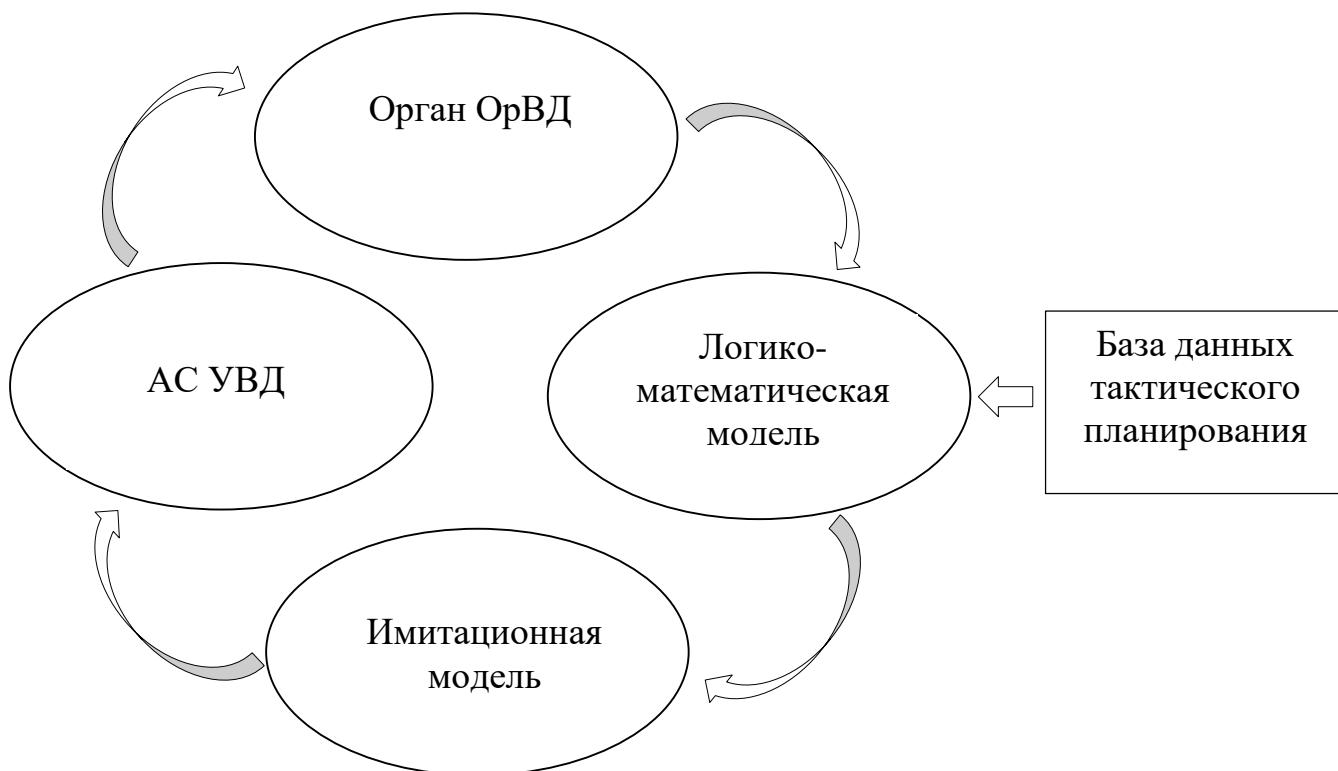 Орган ОрВД
АС УВД
Логико-
математическая
модель
База данных
тактического
планирования
Имитационная
модель